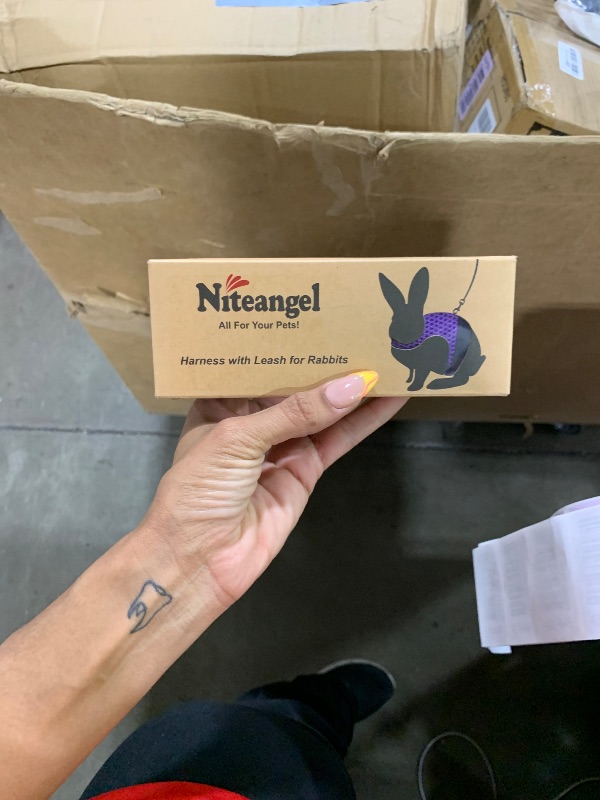 Niteangel
All For Your Pets!
Harness with Leash for Rabbits